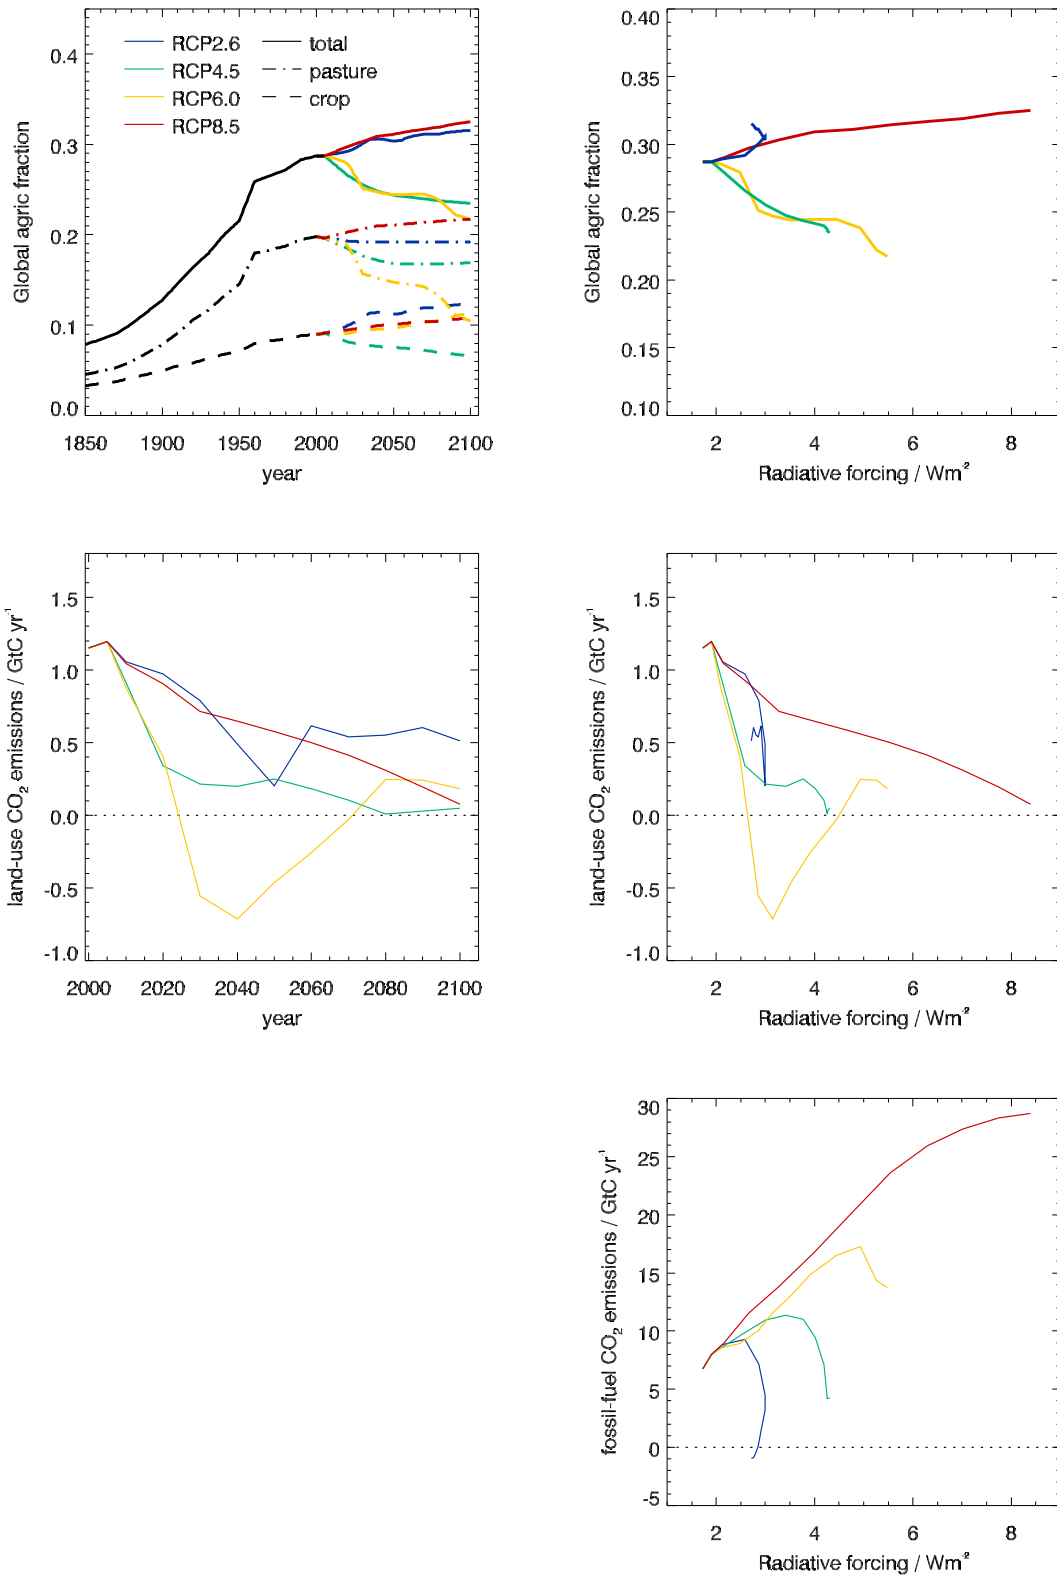 0.4
0.3
0.2
0.1
0.0
Global agric fraction
RCP2.6
RCP4.5
RCP6.0
RCP8.5
total
pasture
crop
1850 1900 1950 2000 2050 2100
year
0.40
0.35
0.30
0.25
0.20
0.15
0.10
Global agric fraction
2 4 6 8
Radiative forcing / Wm⁻²
1.5
1.0
0.5
0.0
-0.5
-1.0
land-use CO₂ emissions / GtC yr⁻¹
2000 2020 2040 2060 2080 2100
year
1.5
1.0
0.5
0.0
-0.5
-1.0
land-use CO₂ emissions / GtC yr⁻¹
2 4 6 8
Radiative forcing / Wm⁻²
30
25
20
15
10
5
0
-5
fossil-fuel CO₂ emissions / GtC yr⁻¹
2 4 6 8
Radiative forcing / Wm⁻²